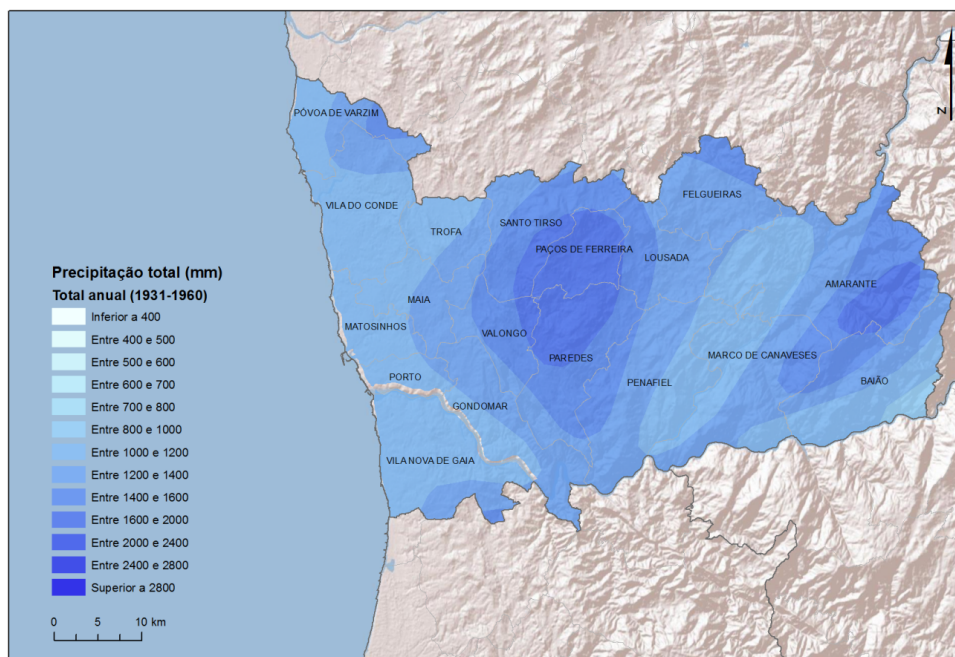 N
PÓVOA DE VARZIM
VILA DO CONDE
TROFA
SANTO TIRSO
FELGUEIRAS
PAÇOS DE FERREIRA
LOUSADA
AMARANTE
MAIA
MATOSINHOS
VALONGO
PAREDES
MARCO DE CANAVESES
PORTO
PENAFIEL
BAIÃO
GONDOMAR
VILA NOVA DE GAIA
Precipitação total (mm)
Total anual (1931-1960)
Inferior a 400
Entre 400 e 500
Entre 500 e 600
Entre 600 e 700
Entre 700 e 800
Entre 800 e 1000
Entre 1000 e 1200
Entre 1200 e 1400
Entre 1400 e 1600
Entre 1600 e 2000
Entre 2000 e 2400
Entre 2400 e 2800
Superior a 2800
0 5 10 km